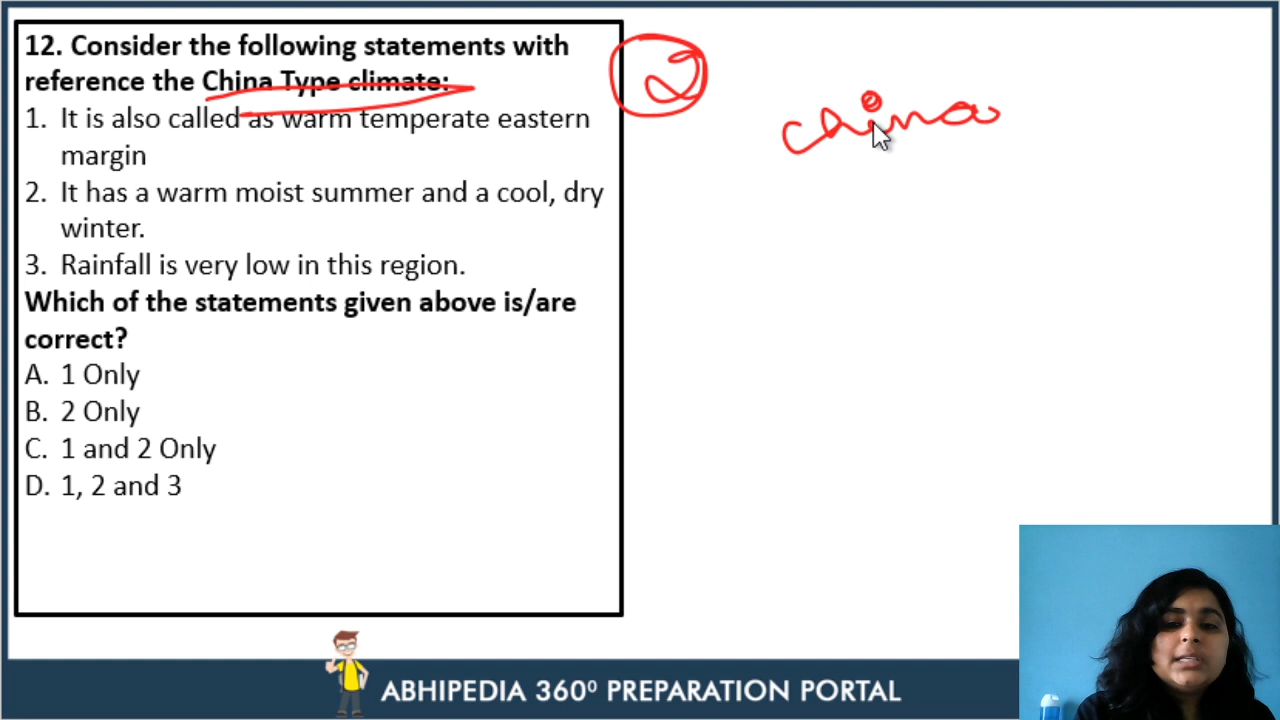 12. Consider the following statements with
reference the China Type climate:
1. It is also called as warm temperate eastern
margin
2. It has a warm moist summer and a cool, dry
winter.
3. Rainfall is very low in this region.
Which of the statements given above is/are
correct?
A. 1 Only
B. 2 Only
C. 1 and 2 Only
D. 1, 2 and 3
2
China
ABHIPEDIA 360⁰ PREPARATION PORTAL